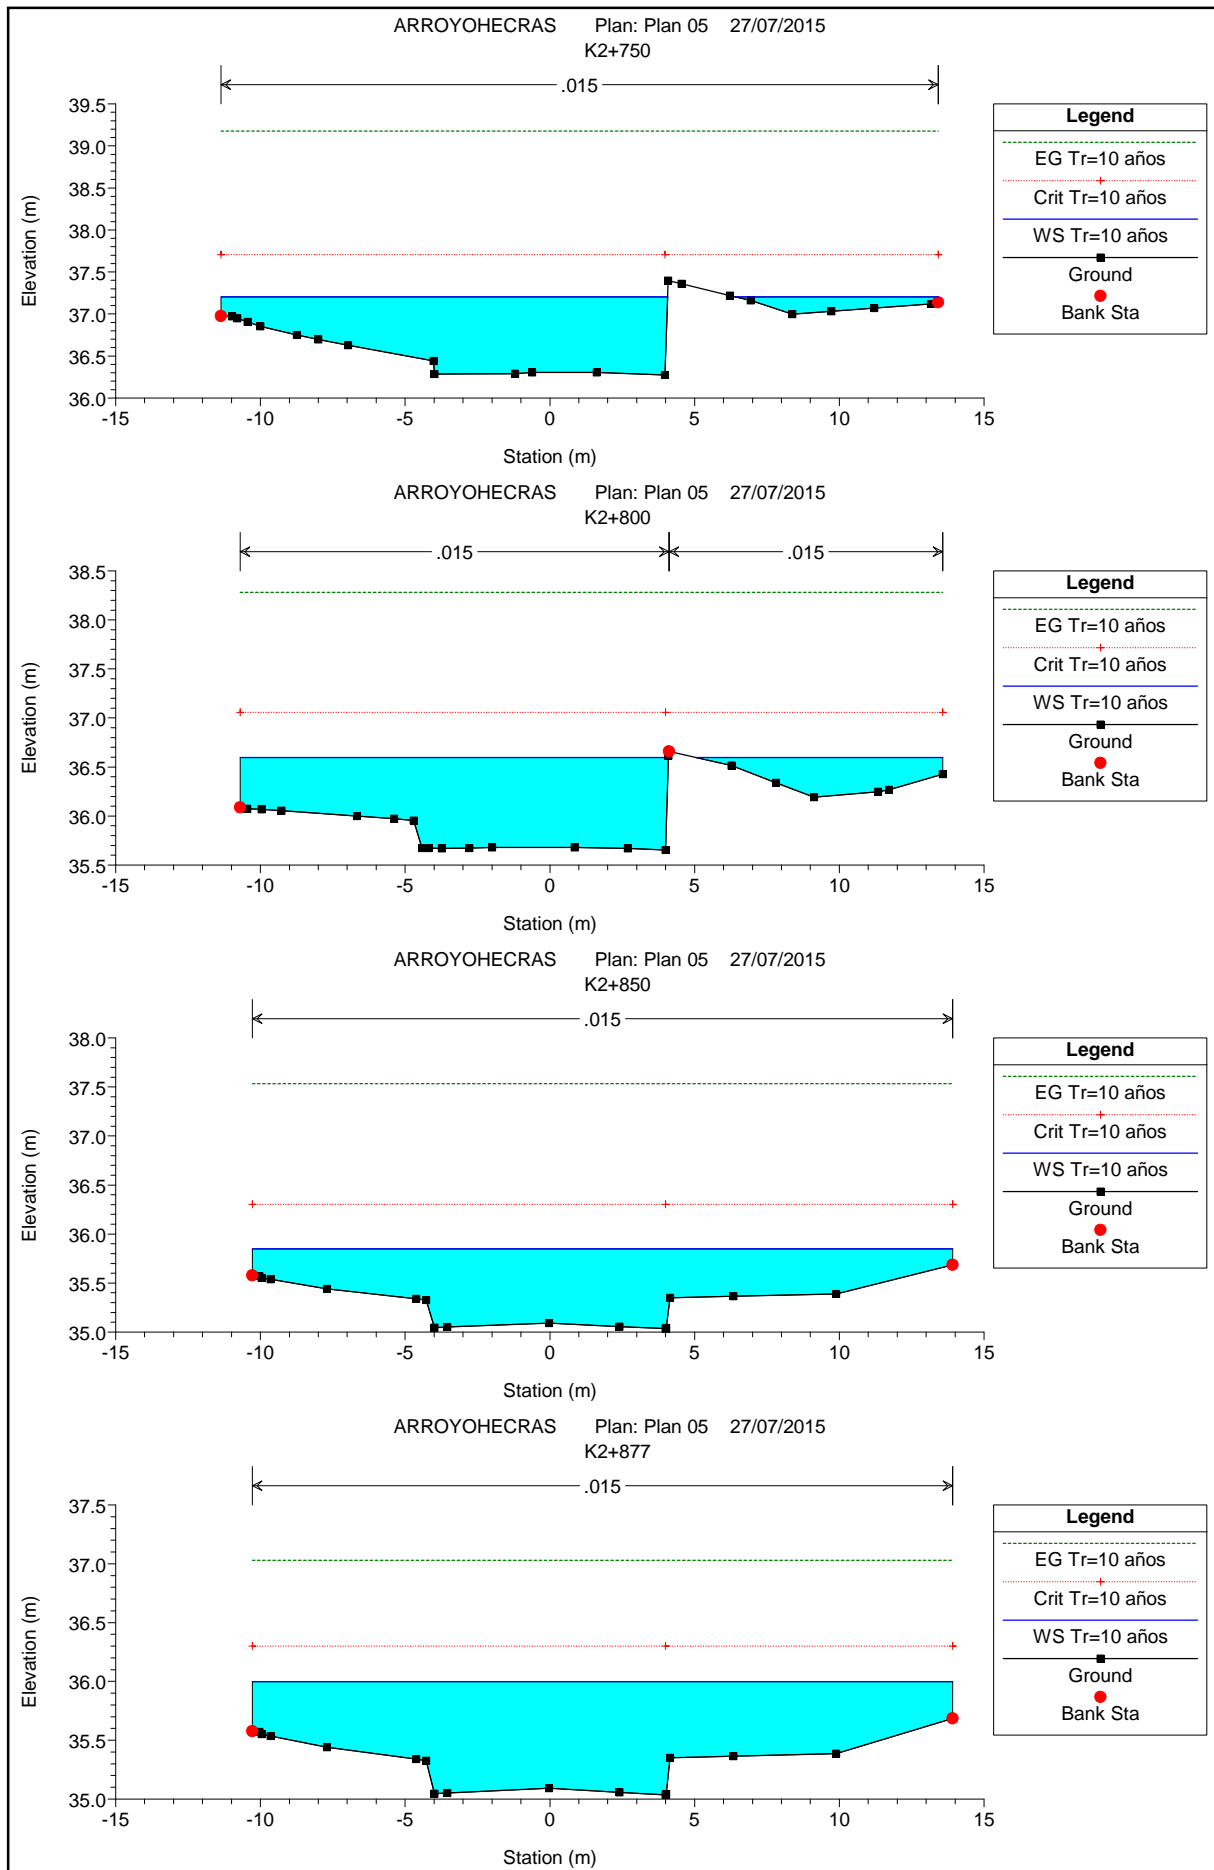 ARROYOHECRAS Plan: Plan 05 27/07/2015
K2+750
.015
39.5
39.0
38.5
38.0
37.5
37.0
36.5
36.0
-15 -10 -5 0 5 10 15
Station (m)
Elevation (m)
Legend
EG Tr=10 años
Crit Tr=10 años
WS Tr=10 años
Ground
Bank Sta
ARROYOHECRAS Plan: Plan 05 27/07/2015
K2+800
.015 .015
38.5
38.0
37.5
37.0
36.5
36.0
35.5
-15 -10 -5 0 5 10 15
Station (m)
Elevation (m)
Legend
EG Tr=10 años
Crit Tr=10 años
WS Tr=10 años
Ground
Bank Sta
ARROYOHECRAS Plan: Plan 05 27/07/2015
K2+850
.015
38.0
37.5
37.0
36.5
36.0
35.5
35.0
-15 -10 -5 0 5 10 15
Station (m)
Elevation (m)
Legend
EG Tr=10 años
Crit Tr=10 años
WS Tr=10 años
Ground
Bank Sta
ARROYOHECRAS Plan: Plan 05 27/07/2015
K2+877
.015
37.5
37.0
36.5
36.0
35.5
35.0
-15 -10 -5 0 5 10 15
Station (m)
Elevation (m)
Legend
EG Tr=10 años
Crit Tr=10 años
WS Tr=10 años
Ground
Bank Sta